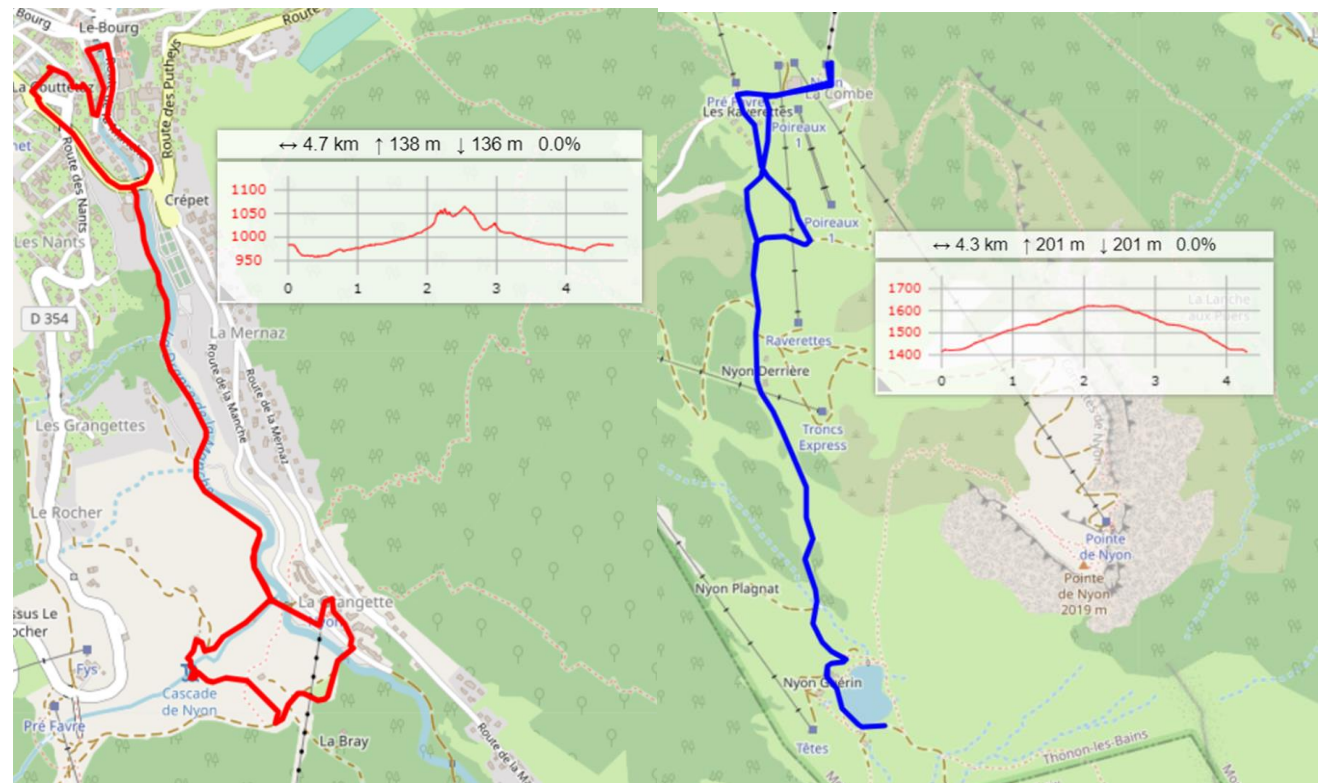 Bourg
Le-Bourg
Route
La Couttettaz
Route des Putheys
Route des Nants
Crépet
Les Nants
D 354
La Mernaz
Route de la Manche
Route de la Mernaz
Les Grangettes
Le Rocher
La Grangette
Fys
Cascade
de Nyon
Pré Favre
La Bray
↔ 4.7 km ↑ 138 m ↓ 136 m 0.0%
1100
1050
1000
950
0 1 2 3 4
La Combe
Les Raverettes
Poireaux
1
Poireaux
1
Raverettes
Nyon Derrière
Troncs
Express
Nyon Plagnat
Nyon Guérin
Têtes
Pointe
de Nyon
Pointe
de Nyon
2019 m
Thonon-les-Bains
↔ 4.3 km ↑ 201 m ↓ 201 m 0.0%
1700
1600
1500
1400
La Lanche
aux Poers
0 1 2 3 4